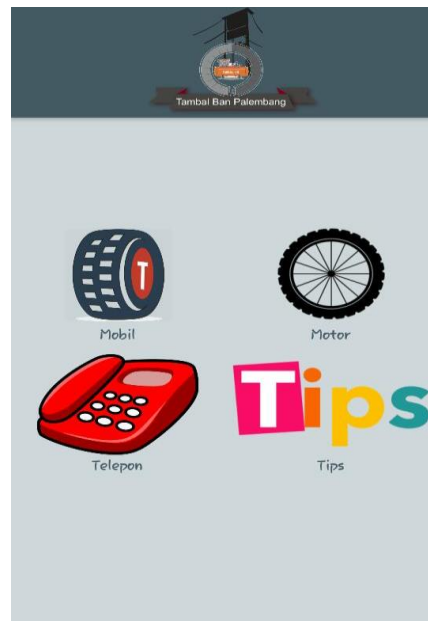 Tambal Ban Palembang
T
Mobil
Motor
Telepon
Tips
Tips